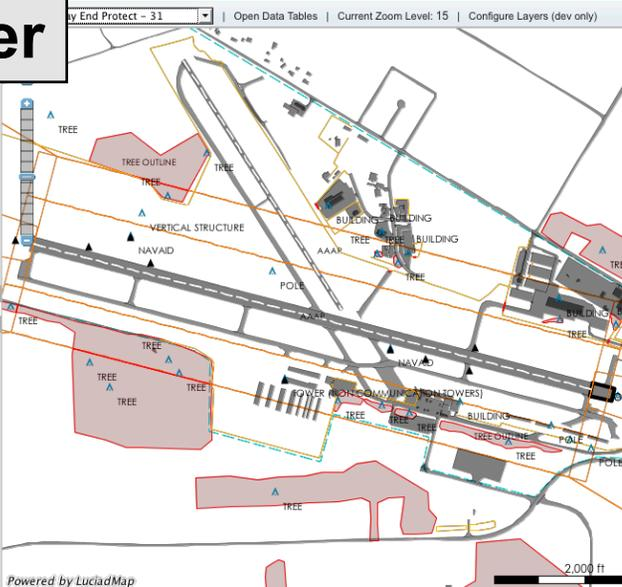 er
ay End Protect - 31 | Open Data Tables | Current Zoom Level: 15 | Configure Layers (dev only)
TREE
TREE OUTLINE
TREE
TREE
VERTICAL STRUCTURE
NAVAID
BUILDING
BUILDING
TREE
TREE
BUILDING
AAAP
TREE
TREE
POLE
AAAP
BUILDING
TREE
TREE
TREE
NAVAID
TREE
TREE
TREE
TOWER (NON COMMUNICATION TOWERS)
TREE
TREE
TREE
BUILDING
TREE OUTLINE
POLE
TREE
POLE
TREE
2,000 ft
Powered by LuciadMap